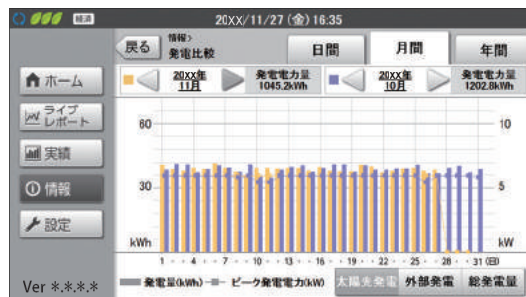 経済
20XX/11/27 (金) 16:35
戻る
情報>
発電比較
日間
月間
年間
20XX年
11月
発電電力量
1045.2kWh
20XX年
10月
発電電力量
1202.8kWh
ホーム
ライブ
レポート
実績
情報
設定
Ver *.*.*.*
60
30
kWh
10
5
kW
1 · · 4 · · 7 · · 10 · · 13 · · 16 · · 19 · · 22 · · 25 · · 28 · · 31 (日)
発電量(kWh)
ピーク発電電力(kW)
太陽光発電
外部発電
総発電量